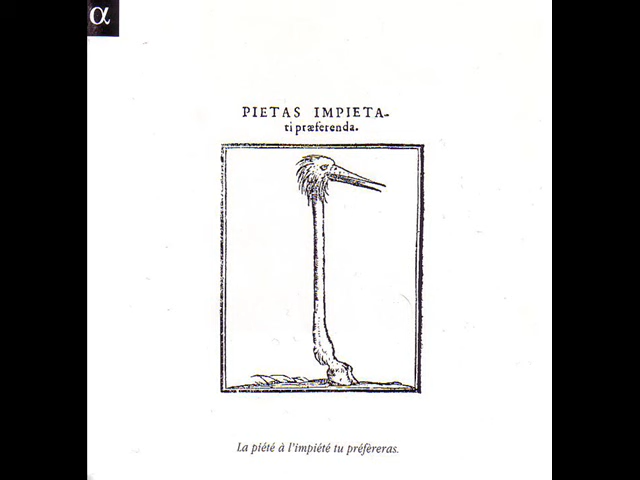 α
PIETAS IMPIETA-
ti præferenda.
La piété à l'impiété tu préfèreras.